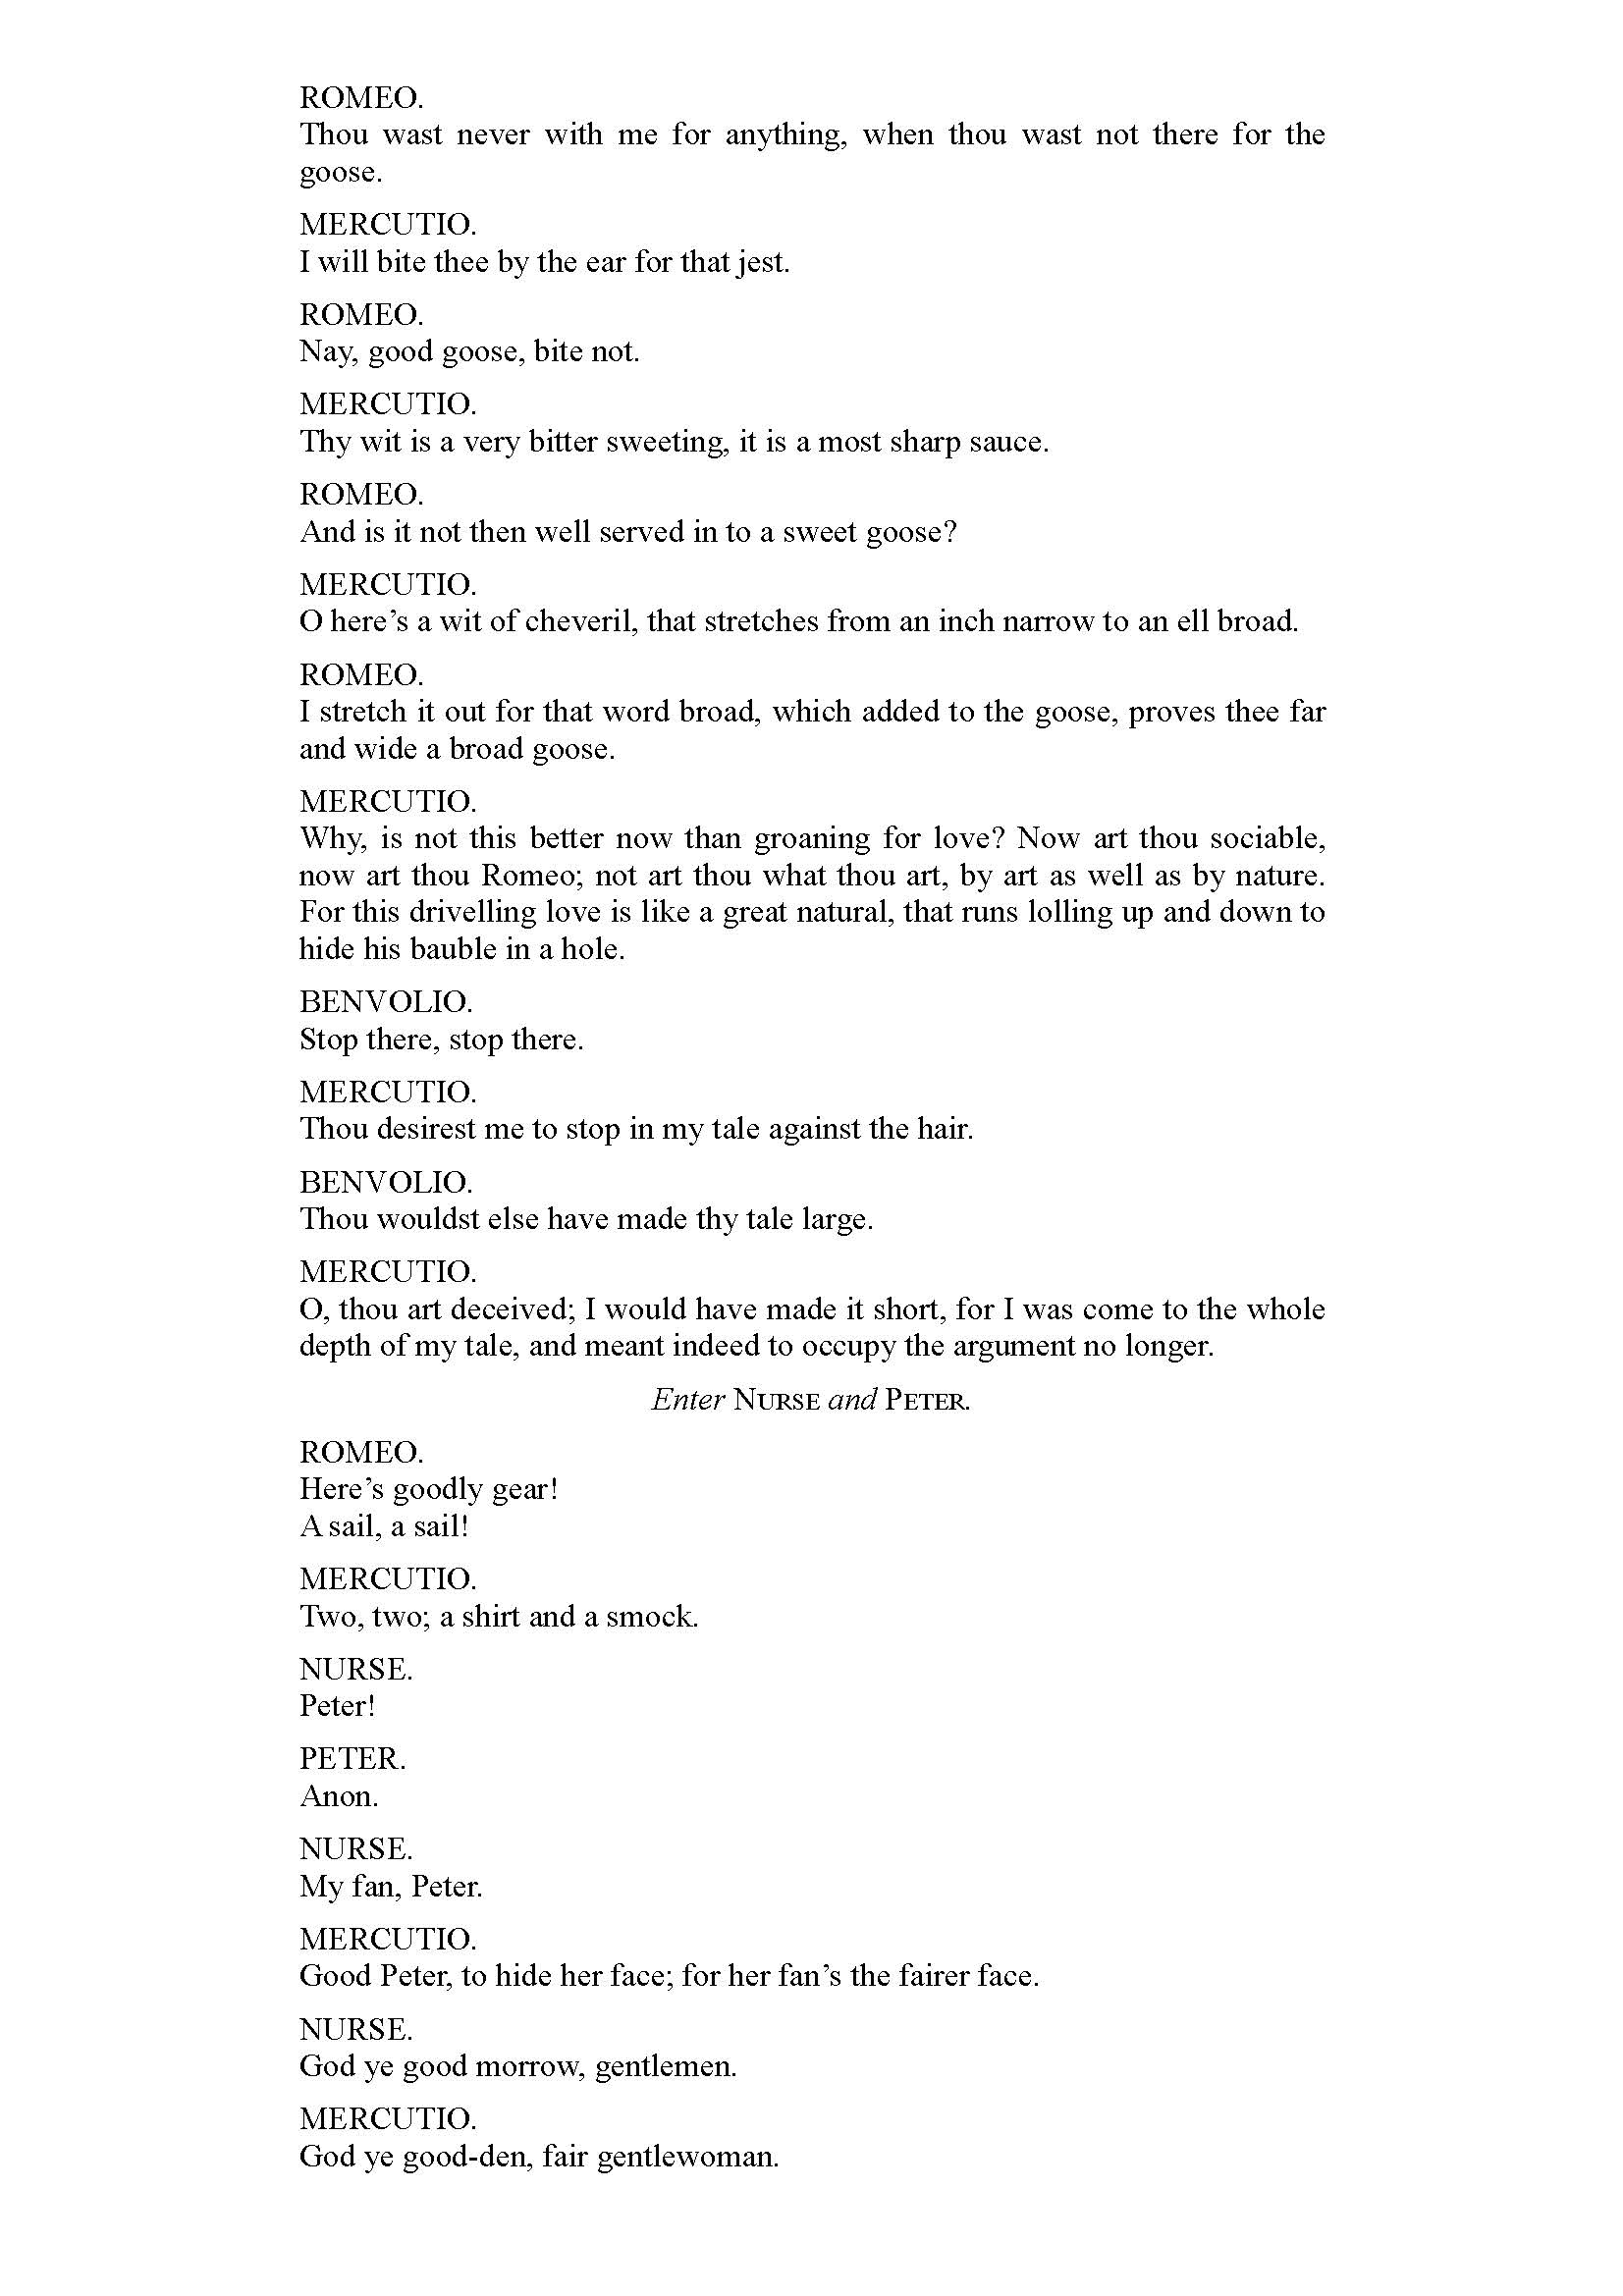 ROMEO.
Thou wast never with me for anything, when thou wast not there for the
goose.
MERCUTIO.
I will bite thee by the ear for that jest.
ROMEO.
Nay, good goose, bite not.
MERCUTIO.
Thy wit is a very bitter sweeting, it is a most sharp sauce.
ROMEO.
And is it not then well served in to a sweet goose?
MERCUTIO.
O here’s a wit of cheveril, that stretches from an inch narrow to an ell broad.
ROMEO.
I stretch it out for that word broad, which added to the goose, proves thee far
and wide a broad goose.
MERCUTIO.
Why, is not this better now than groaning for love? Now art thou sociable,
now art thou Romeo; not art thou what thou art, by art as well as by nature.
For this drivelling love is like a great natural, that runs lolling up and down to
hide his bauble in a hole.
BENVOLIO.
Stop there, stop there.
MERCUTIO.
Thou desirest me to stop in my tale against the hair.
BENVOLIO.
Thou wouldst else have made thy tale large.
MERCUTIO.
O, thou art deceived; I would have made it short, for I was come to the whole
depth of my tale, and meant indeed to occupy the argument no longer.
Enter NURSE and PETER.
ROMEO.
Here’s goodly gear!
A sail, a sail!
MERCUTIO.
Two, two; a shirt and a smock.
NURSE.
Peter!
PETER.
Anon.
NURSE.
My fan, Peter.
MERCUTIO.
Good Peter, to hide her face; for her fan’s the fairer face.
NURSE.
God ye good morrow, gentlemen.
MERCUTIO.
God ye good-den, fair gentlewoman.